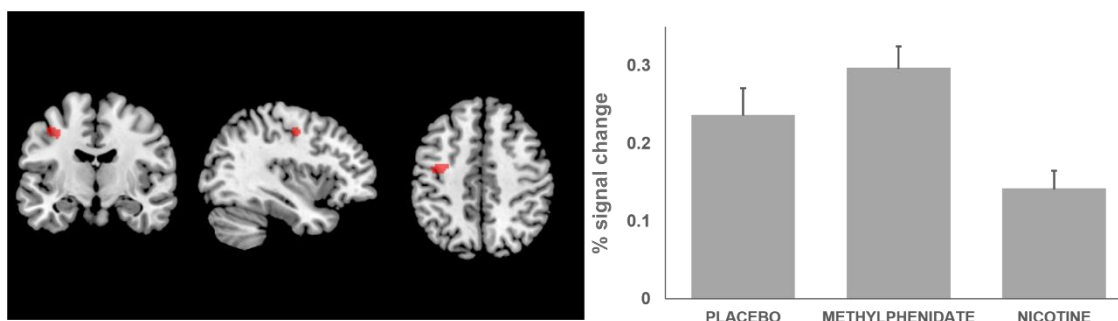 % signal change
0.3
0.2
0.1
0
PLACEBO
METHYLPHENIDATE
NICOTINE